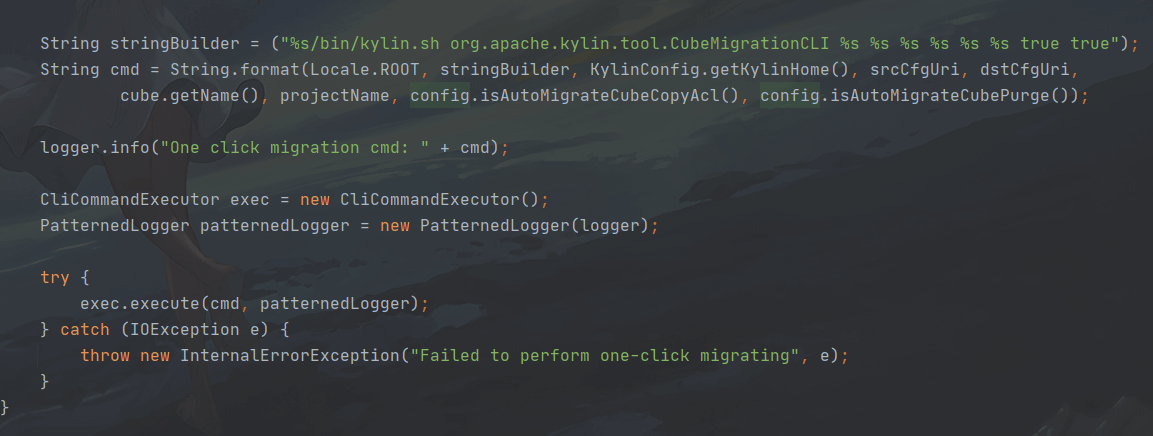 String stringBuilder = ("%s/bin/kylin.sh org.apache.kylin.tool.CubeMigrationCLI %s %s %s %s %s %s true true");
String cmd = String.format(Locale.ROOT, stringBuilder, KylinConfig.getKylinHome(), srcCfgUri, dstCfgUri,
cube.getName(), projectName, config.isAutoMigrateCubeCopyAcl(), config.isAutoMigrateCubePurge());
logger.info("One click migration cmd: " + cmd);
CliCommandExecutor exec = new CliCommandExecutor();
PatternedLogger patternedLogger = new PatternedLogger(logger);
try {
exec.execute(cmd, patternedLogger);
} catch (IOException e) {
throw new InternalErrorException("Failed to perform one-click migrating", e);
}
}